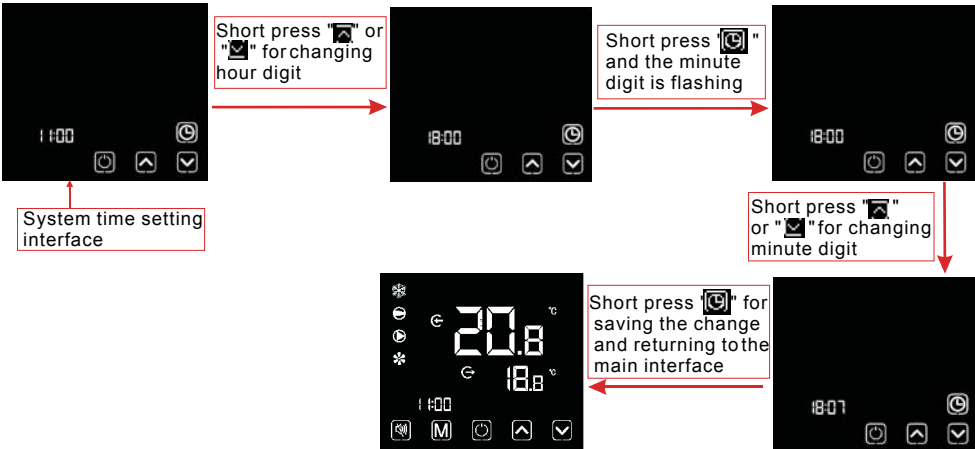 Short press " " or
" " for changing
hour digit
11:00
System time setting
interface
18:00
Short press " "
and the minute
digit is flashing
18:00
Short press " "
or " " for changing
minute digit
18:07
Short press " " for
saving the change
and returning to the
main interface
20.8 °C
18.8 °C
11:00
M